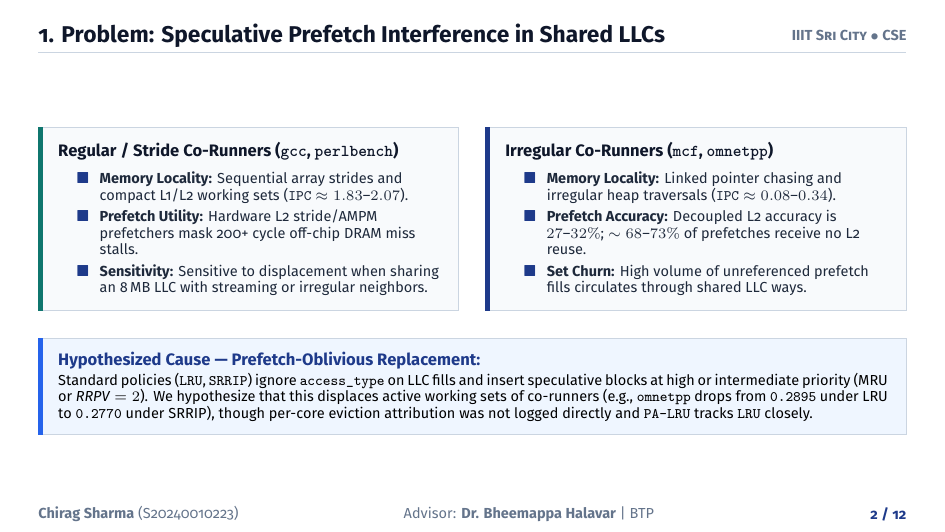 1. Problem: Speculative Prefetch Interference in Shared LLCs
IIIT Sri City • CSE
Regular / Stride Co-Runners (gcc, perlbench)
Memory Locality: Sequential array strides and
compact L1/L2 working sets (IPC ≈ 1.83–2.07).
Prefetch Utility: Hardware L2 stride/AMPM
prefetchers mask 200+ cycle off-chip DRAM miss
stalls.
Sensitivity: Sensitive to displacement when sharing
an 8 MB LLC with streaming or irregular neighbors.
Irregular Co-Runners (mcf, omnetpp)
Memory Locality: Linked pointer chasing and
irregular heap traversals (IPC ≈ 0.08–0.34).
Prefetch Accuracy: Decoupled L2 accuracy is
27–32%; ∼ 68–73% of prefetches receive no L2
reuse.
Set Churn: High volume of unreferenced prefetch
fills circulates through shared LLC ways.
Hypothesized Cause — Prefetch-Oblivious Replacement:
Standard policies (LRU, SRRIP) ignore access_type on LLC fills and insert speculative blocks at high or intermediate priority (MRU
or RRPV = 2). We hypothesize that this displaces active working sets of co-runners (e.g., omnetpp drops from 0.2895 under LRU
to 0.2770 under SRRIP), though per-core eviction attribution was not logged directly and PA-LRU tracks LRU closely.
Chirag Sharma (S20240010223)
Advisor: Dr. Bheemappa Halavar | BTP
2 / 12